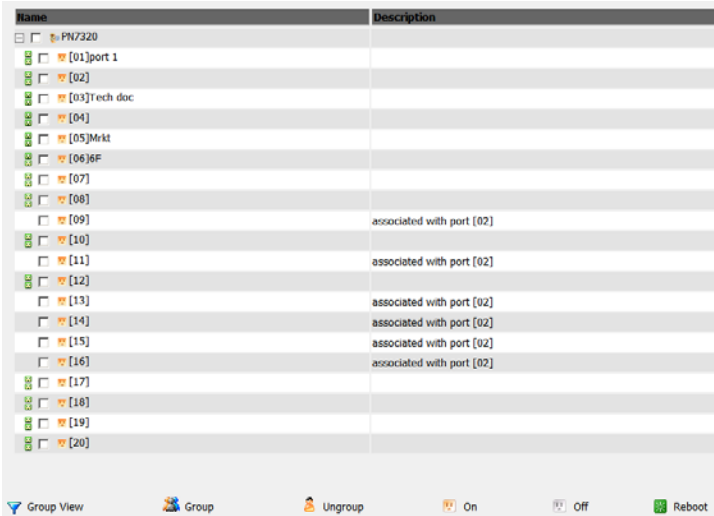 Name Description
PN7320
[01]port 1
[02]
[03]Tech doc
[04]
[05]Mrkt
[06]6F
[07]
[08]
[09] associated with port [02]
[10]
[11] associated with port [02]
[12]
[13] associated with port [02]
[14] associated with port [02]
[15] associated with port [02]
[16] associated with port [02]
[17]
[18]
[19]
[20]
Group View Group Ungroup On Off Reboot